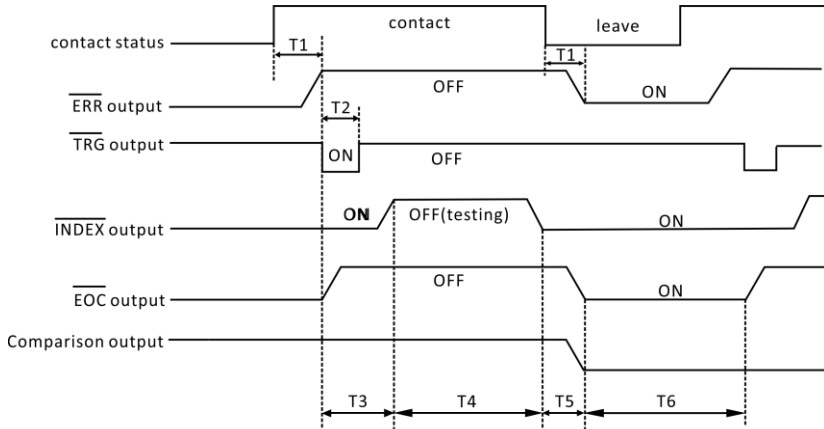 contact status
contact
leave
T1
T1
ERR output
OFF
ON
T2
TRG output
ON
OFF
INDEX output
ON
OFF(testing)
ON
EOC output
OFF
ON
Comparison output
T3
T4
T5
T6